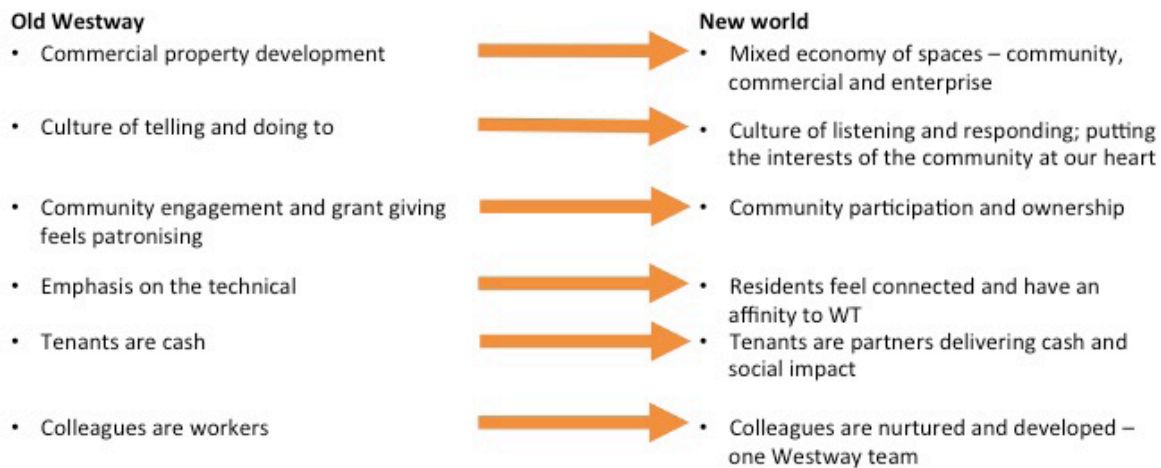 Old Westway
New world
• Commercial property development
• Mixed economy of spaces – community,
commercial and enterprise
• Culture of telling and doing to
• Culture of listening and responding; putting
the interests of the community at our heart
• Community engagement and grant giving
feels patronising
• Community participation and ownership
• Emphasis on the technical
• Residents feel connected and have an
affinity to WT
• Tenants are cash
• Tenants are partners delivering cash and
social impact
• Colleagues are workers
• Colleagues are nurtured and developed –
one Westway team